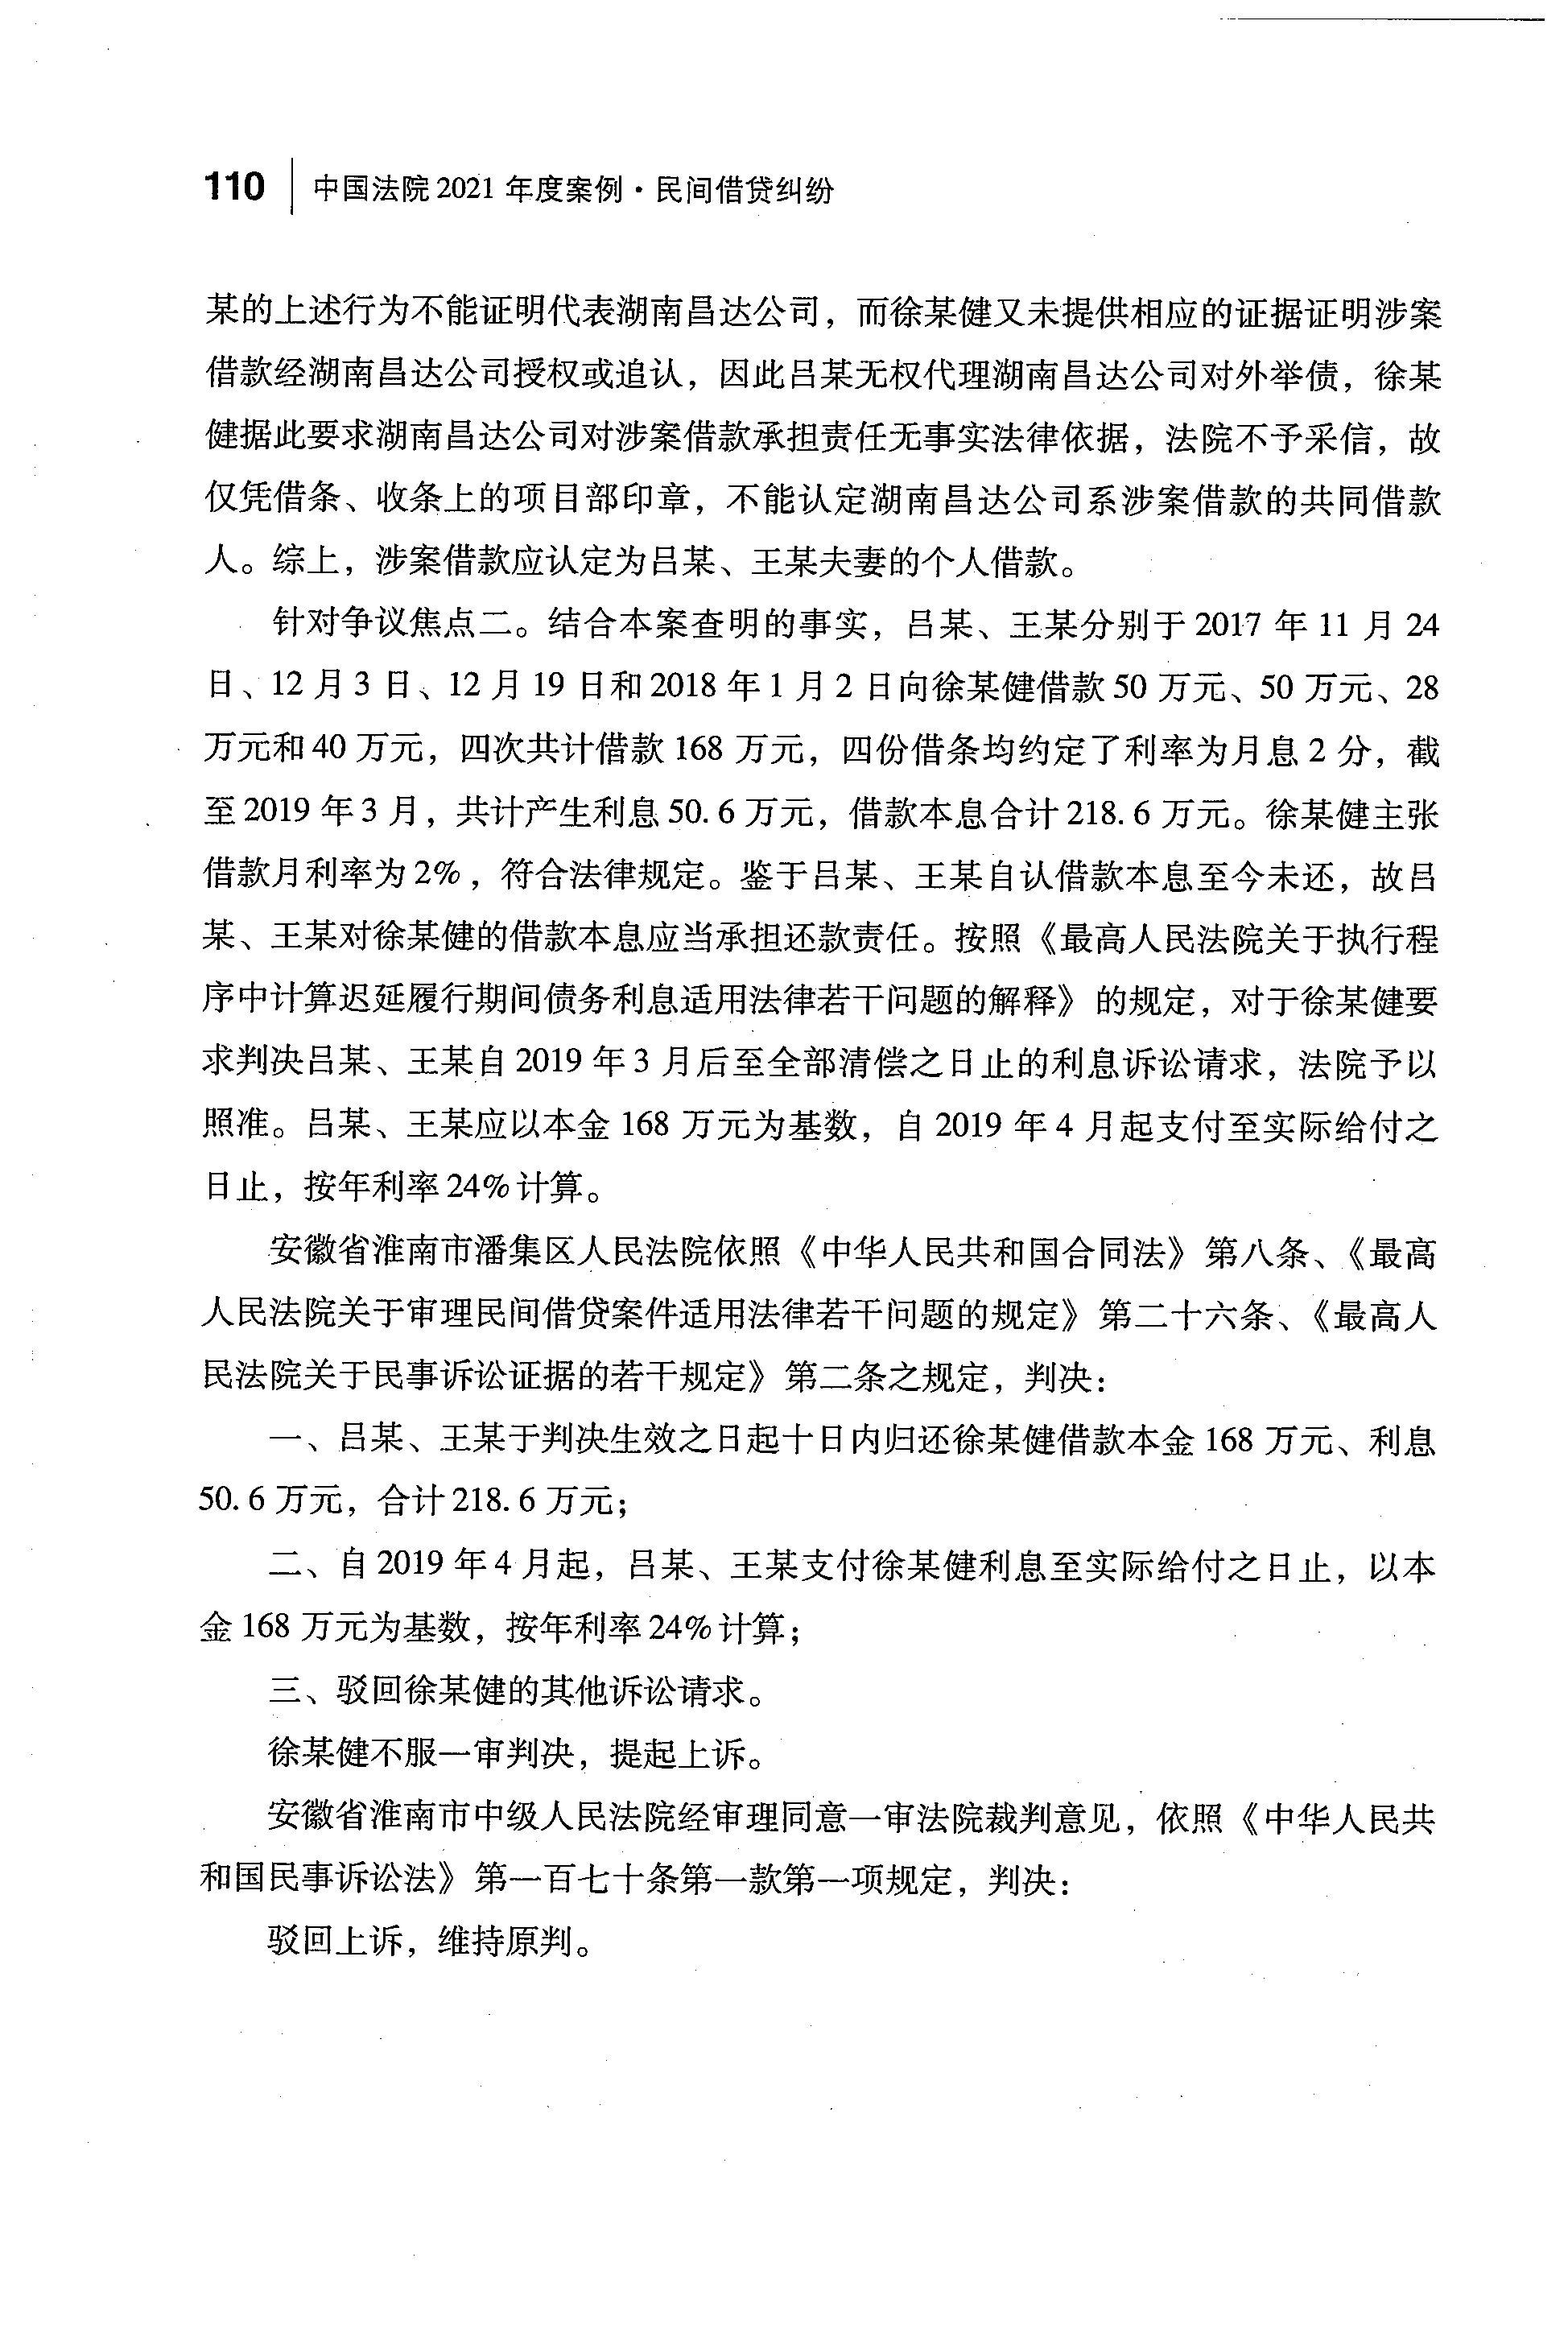 110 中国法院2021年度案例·民间借贷纠纷
某的上述行为不能证明代表湖南昌达公司，而徐某健又未提供相应的证据证明涉案
借款经湖南昌达公司授权或追认，因此吕某无权代理湖南昌达公司对外举债，徐某
健据此要求湖南昌达公司对涉案借款承担责任无事实法律依据，法院不予采信，故
仅凭借条、收条上的项目部印章，不能认定湖南昌达公司系涉案借款的共同借款
人。综上，涉案借款应认定为吕某、王某夫妻的个人借款。
针对争议焦点二。结合本案查明的事实，吕某、王某分别于2017年11月24
日、12月3日、12月19日和2018年1月2日向徐某健借款50万元、50万元、28
万元和40万元，四次共计借款168万元，四份借条均约定了利率为月息2分，截
至2019年3月，共计产生利息50.6万元，借款本息合计218.6万元。徐某健主张
借款月利率为2%，符合法律规定。鉴于吕某、王某自认借款本息至今未还，故吕
某、王某对徐某健的借款本息应当承担还款责任。按照《最高人民法院关于执行程
序中计算迟延履行期间债务利息适用法律若干问题的解释》的规定，对于徐某健要
求判决吕某、王某自2019年3月后至全部清偿之日止的利息诉讼请求，法院予以
照准。吕某、王某应以本金168万元为基数，自2019年4月起支付至实际给付之
日止，按年利率24%计算。
安徽省淮南市潘集区人民法院依照《中华人民共和国合同法》第八条、《最高
人民法院关于审理民间借贷案件适用法律若干问题的规定》第二十六条、《最高人
民法院关于民事诉讼证据的若干规定》第二条之规定，判决：
一、吕某、王某于判决生效之日起十日内归还徐某健借款本金168万元、利息
50.6万元，合计218.6万元；
二、自2019年4月起，吕某、王某支付徐某健利息至实际给付之日止，以本
金168万元为基数，按年利率24%计算；
三、驳回徐某健的其他诉讼请求。
徐某健不服一审判决，提起上诉。
安徽省淮南市中级人民法院经审理同意一审法院裁判意见，依照《中华人民共
和国民事诉讼法》第一百七十条第一款第一项规定，判决：
驳回上诉，维持原判。